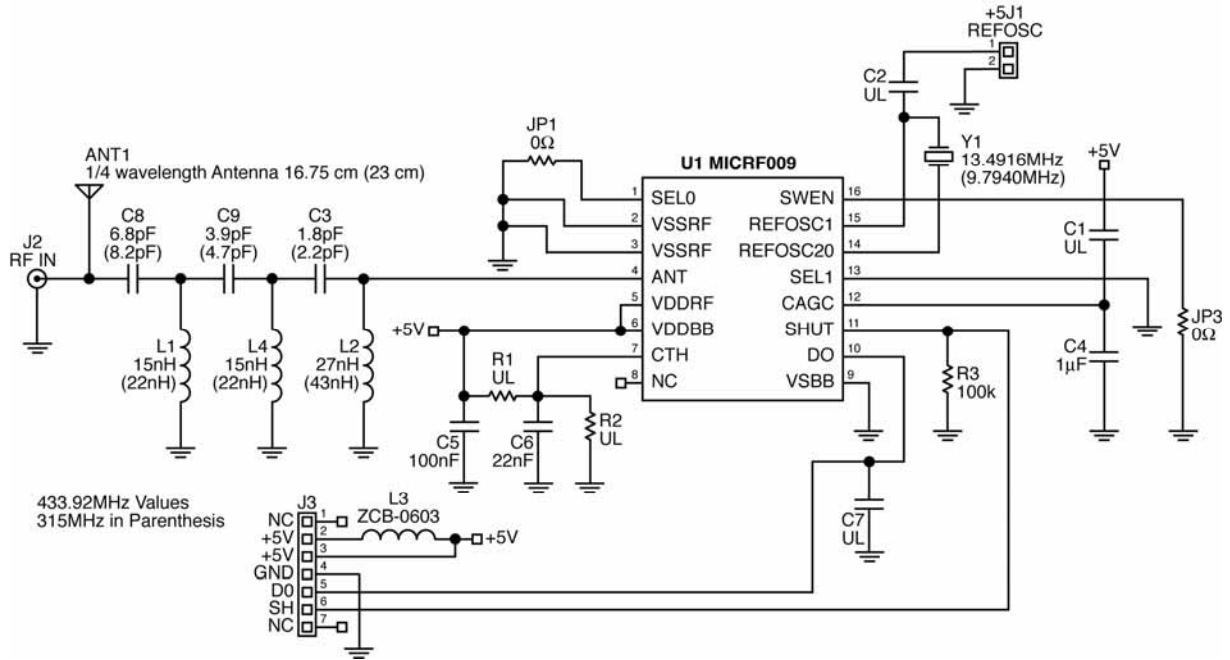 +5J1
REFOSC
1
2
C2
UL
JP1
0Ω
ANT1
1/4 wavelength Antenna 16.75 cm (23 cm)
Y1
13.4916MHz
(9.7940MHz)
+5V
U1 MICRF009
1 SEL0
2 VSSRF
3 VSSRF
4 ANT
5 VDDRF
6 VDDBB
7 CTH
8 NC
SWEN 16
REFOSC1 15
REFOSC20 14
SEL1 13
CAGC 12
SHUT 11
DO 10
VSBB 9
J2
RF IN
C8
6.8pF
(8.2pF)
C9
3.9pF
(4.7pF)
C3
1.8pF
(2.2pF)
C1
UL
L1
15nH
(22nH)
L4
15nH
(22nH)
L2
27nH
(43nH)
+5V
R1
UL
R2
UL
C5
100nF
C6
22nF
R3
100k
C4
1µF
JP3
0Ω
C7
UL
433.92MHz Values
315MHz in Parenthesis
J3
L3
ZCB-0603
+5V
NC 1
+5V 2
+5V 3
GND 4
D0 5
SH 6
NC 7